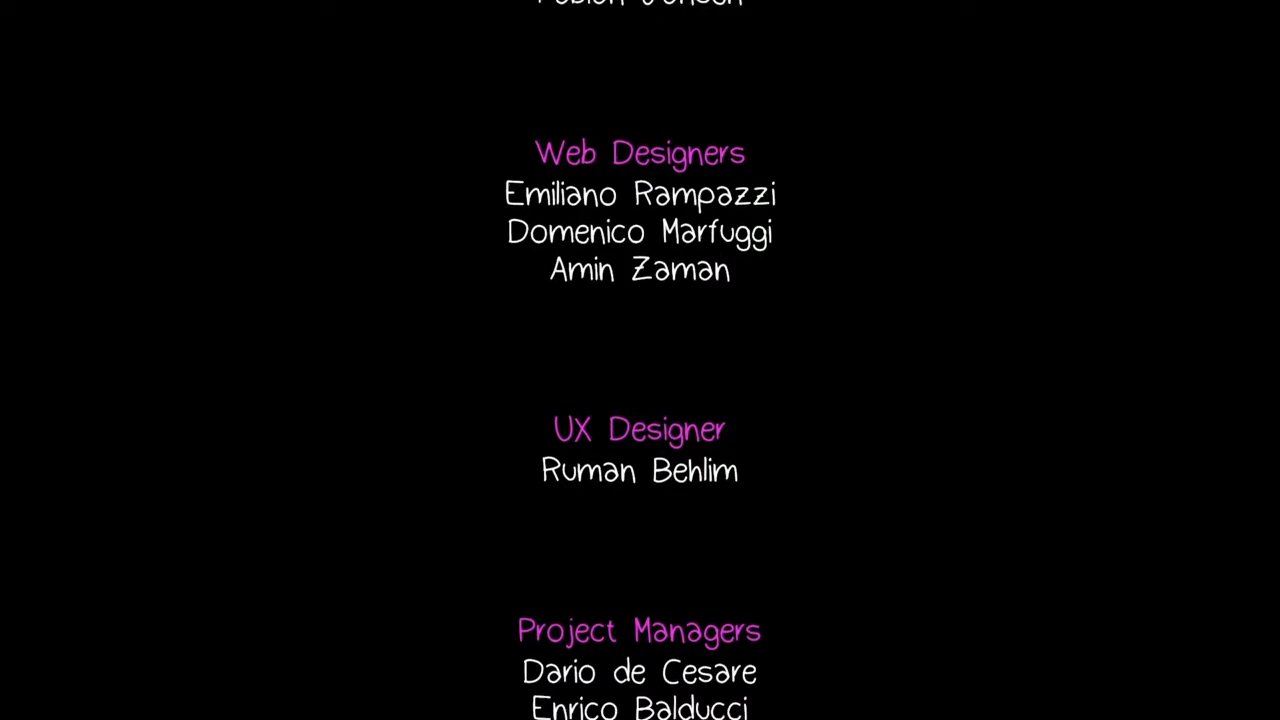 Web Designers
Emiliano Rampazzi
Domenico Marfuggi
Amin Zaman
UX Designer
Ruman Behlim
Project Managers
Dario de Cesare
Enrico Balducci